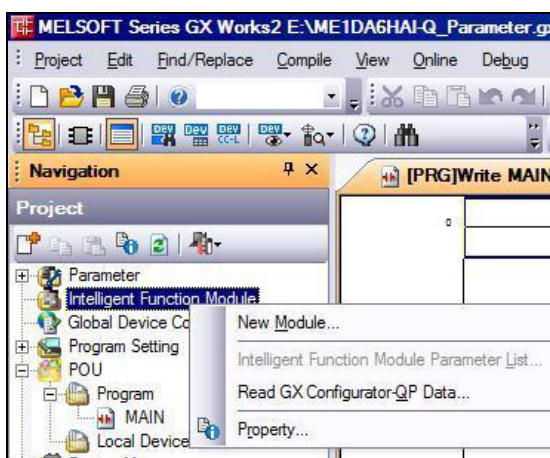 MELSOFT Series GX Works2 E:\ME1DA6HAI-Q_Parameter.gx
Project Edit Find/Replace Compile View Online Debug
Navigation
[PRG]Write MAIN
Project
0
Parameter
Intelligent Function Module
Global Device Co
Program Setting
POU
Program
MAIN
Local Device
New Module...
Intelligent Function Module Parameter List...
Read GX Configurator-QP Data...
Property...